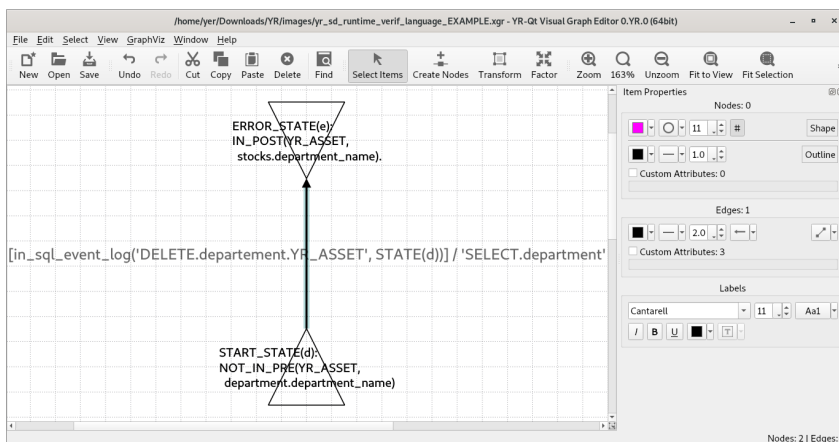 /home/yer/Downloads/YR/images/yr_sd_runtime_verif_language_EXAMPLE.xgr - YR-Qt Visual Graph Editor 0.YR.0 (64bit)
File Edit Select View GraphViz Window Help
New Open Save Undo Redo Cut Copy Paste Delete Find Select Items Create Nodes Transform Factor Zoom 163% Unzoom Fit to View Fit Selection
Item Properties
Nodes: 0
11 # Shape
1.0 Outline
Custom Attributes: 0
Edges: 1
2.0
Custom Attributes: 3
Labels
Cantarell 11 Aa1
I B U T
ERROR_STATE(e):
IN_POST(YR_ASSET,
stocks.department_name).
[in_sql_event_log('DELETE.departement.YR_ASSET', STATE(d))] / 'SELECT.department'
START_STATE(d):
NOT_IN_PRE(YR_ASSET,
department.department_name)
Nodes: 2 | Edges: